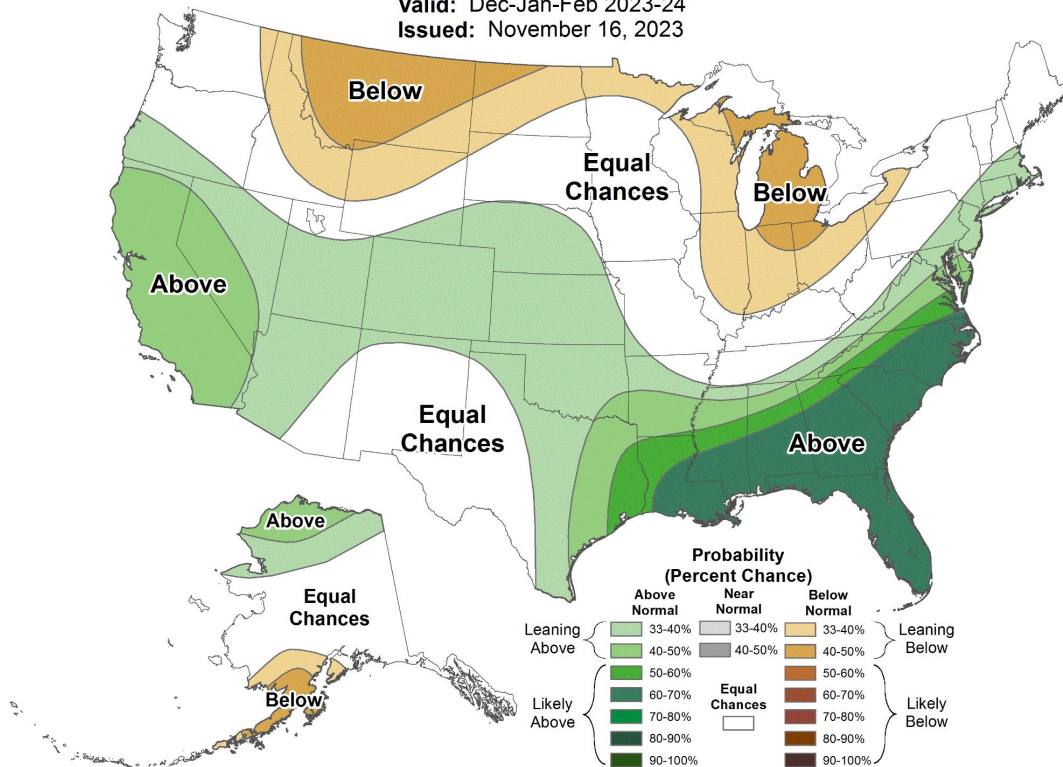 Valid: Dec-Jan-Feb 2023-24
Issued: November 16, 2023
Below
Equal
Chances
Below
Above
Equal
Chances
Above
Above
Equal
Chances
Below
Probability
(Percent Chance)
Above
Normal
Near
Normal
Below
Normal
Leaning
Above
33-40%
40-50%
33-40%
40-50%
33-40%
40-50%
Leaning
Below
Likely
Above
50-60%
60-70%
70-80%
80-90%
90-100%
Equal
Chances
50-60%
60-70%
70-80%
80-90%
90-100%
Likely
Below